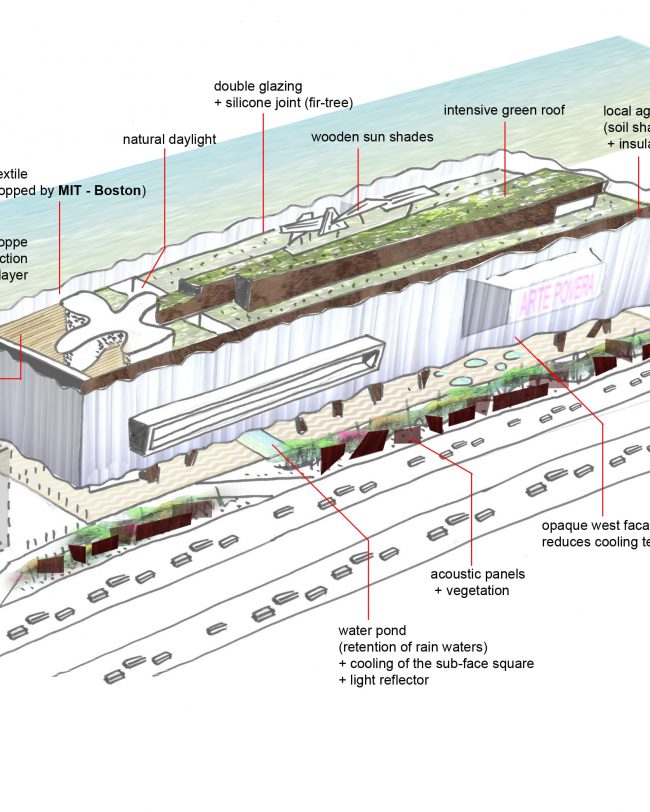 double glazing
+ silicone joint (fir-tree)
intensive green roof
local ag
(soil sha
+ insula
natural daylight
wooden sun shades
extile
opped by MIT - Boston)
oppe
ction
layer
ARTE POVERA
opaque west faca
reduces cooling te
acoustic panels
+ vegetation
water pond
(retention of rain waters)
+ cooling of the sub-face square
+ light reflector